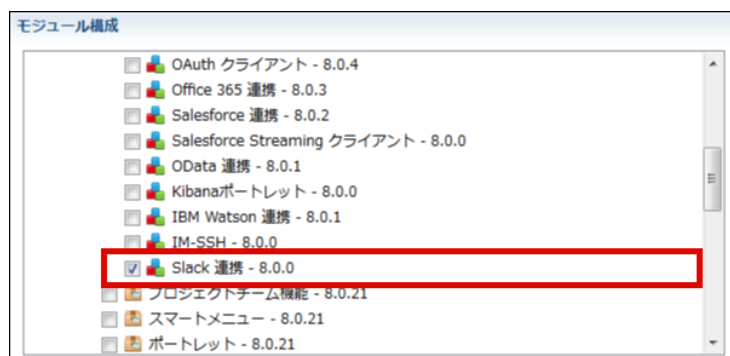 モジュール構成
OAuth クライアント - 8.0.4
Office 365 連携 - 8.0.3
Salesforce 連携 - 8.0.2
Salesforce Streaming クライアント - 8.0.0
OData 連携 - 8.0.1
Kibanaポートレット - 8.0.0
IBM Watson 連携 - 8.0.1
IM-SSH - 8.0.0
Slack 連携 - 8.0.0
プロジェクトチーム機能 - 8.0.21
スマートメニュー - 8.0.21
ポートレット - 8.0.21